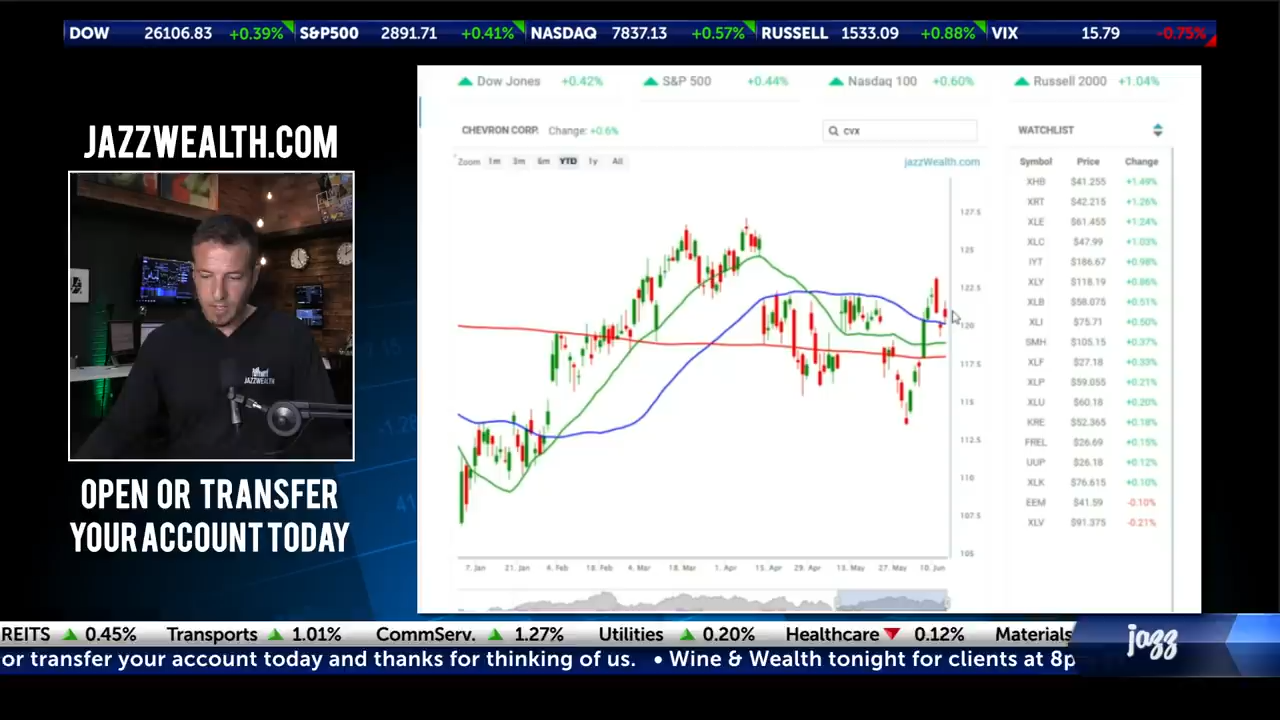 DOW 26106.83 +0.39% S&P500 2891.71 +0.41% NASDAQ 7837.13 +0.57% RUSSELL 1533.09 +0.88% VIX 15.79 -0.75%
Dow Jones +0.42% S&P 500 +0.44% Nasdaq 100 +0.60% Russell 2000 +1.04%
JAZZWEALTH.COM
JAZZWEALTH
OPEN OR TRANSFER
YOUR ACCOUNT TODAY
CHEVRON CORP. Change: +0.6% cvx
Zoom 1m 3m 6m YTD 1y All jazzWealth.com
127.5
125
122.5
120
117.5
115
112.5
110
107.5
105
7. Jan 21. Jan 4. Feb 18. Feb 4. Mar 18. Mar 1. Apr 15. Apr 29. Apr 13. May 27. May 10. Jun
WATCHLIST
Symbol Price Change
XHB $41.255 +1.49%
XRT $42.215 +1.26%
XLE $61.455 +1.24%
XLC $47.99 +1.03%
IYT $186.67 +0.98%
XLY $118.19 +0.86%
XLB $58.075 +0.51%
XLI $75.71 +0.50%
SMH $105.15 +0.37%
XLF $27.18 +0.33%
XLP $59.055 +0.21%
XLU $60.18 +0.20%
KRE $52.365 +0.18%
FREL $26.69 +0.15%
UUP $26.18 +0.12%
XLK $76.615 +0.10%
EEM $41.59 -0.10%
XLV $91.375 -0.21%
REITS 0.45% Transports 1.01% CommServ. 1.27% Utilities 0.20% Healthcare 0.12% Materials
or transfer your account today and thanks for thinking of us. • Wine & Wealth tonight for clients at 8p
jazz